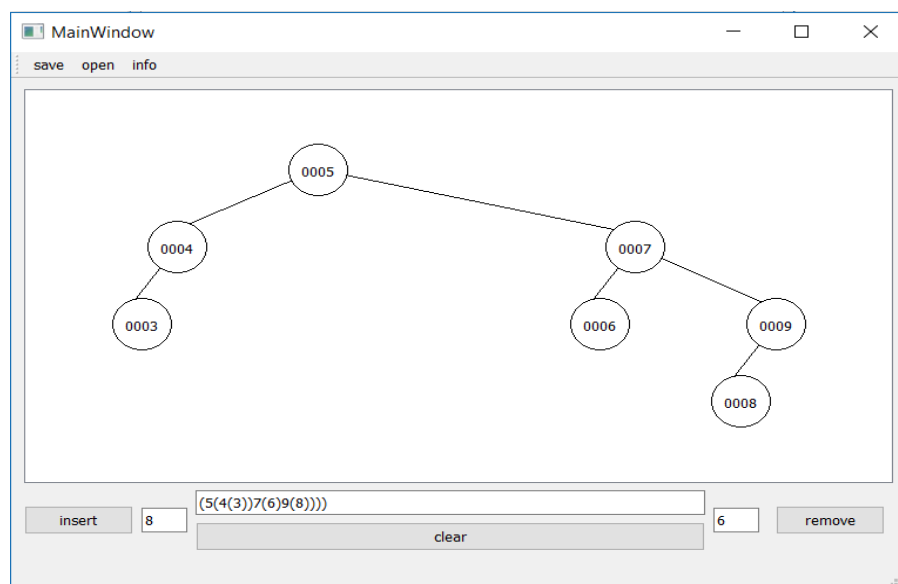 MainWindow
save open info
0005
0004 0007
0003 0006 0009
0008
(5(4(3))7(6)9(8))))
insert 8 6 remove
clear